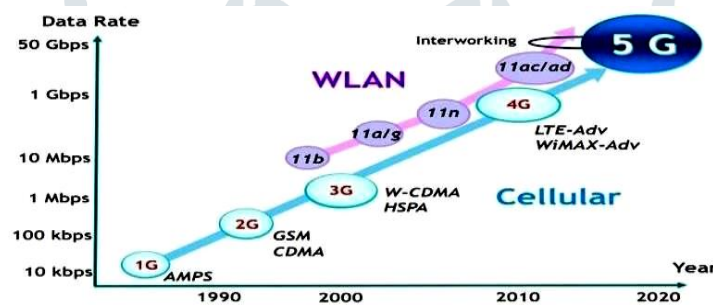 Data Rate
50 Gbps
Interworking
5 G
11ac/ad
WLAN
1 Gbps
11n
4G
11a/g
LTE-Adv
WiMAX-Adv
10 Mbps
11b
3G
W-CDMA
HSPA
Cellular
1 Mbps
2G
GSM
CDMA
100 kbps
1G
AMPS
10 kbps
Year
1990
2000
2010
2020